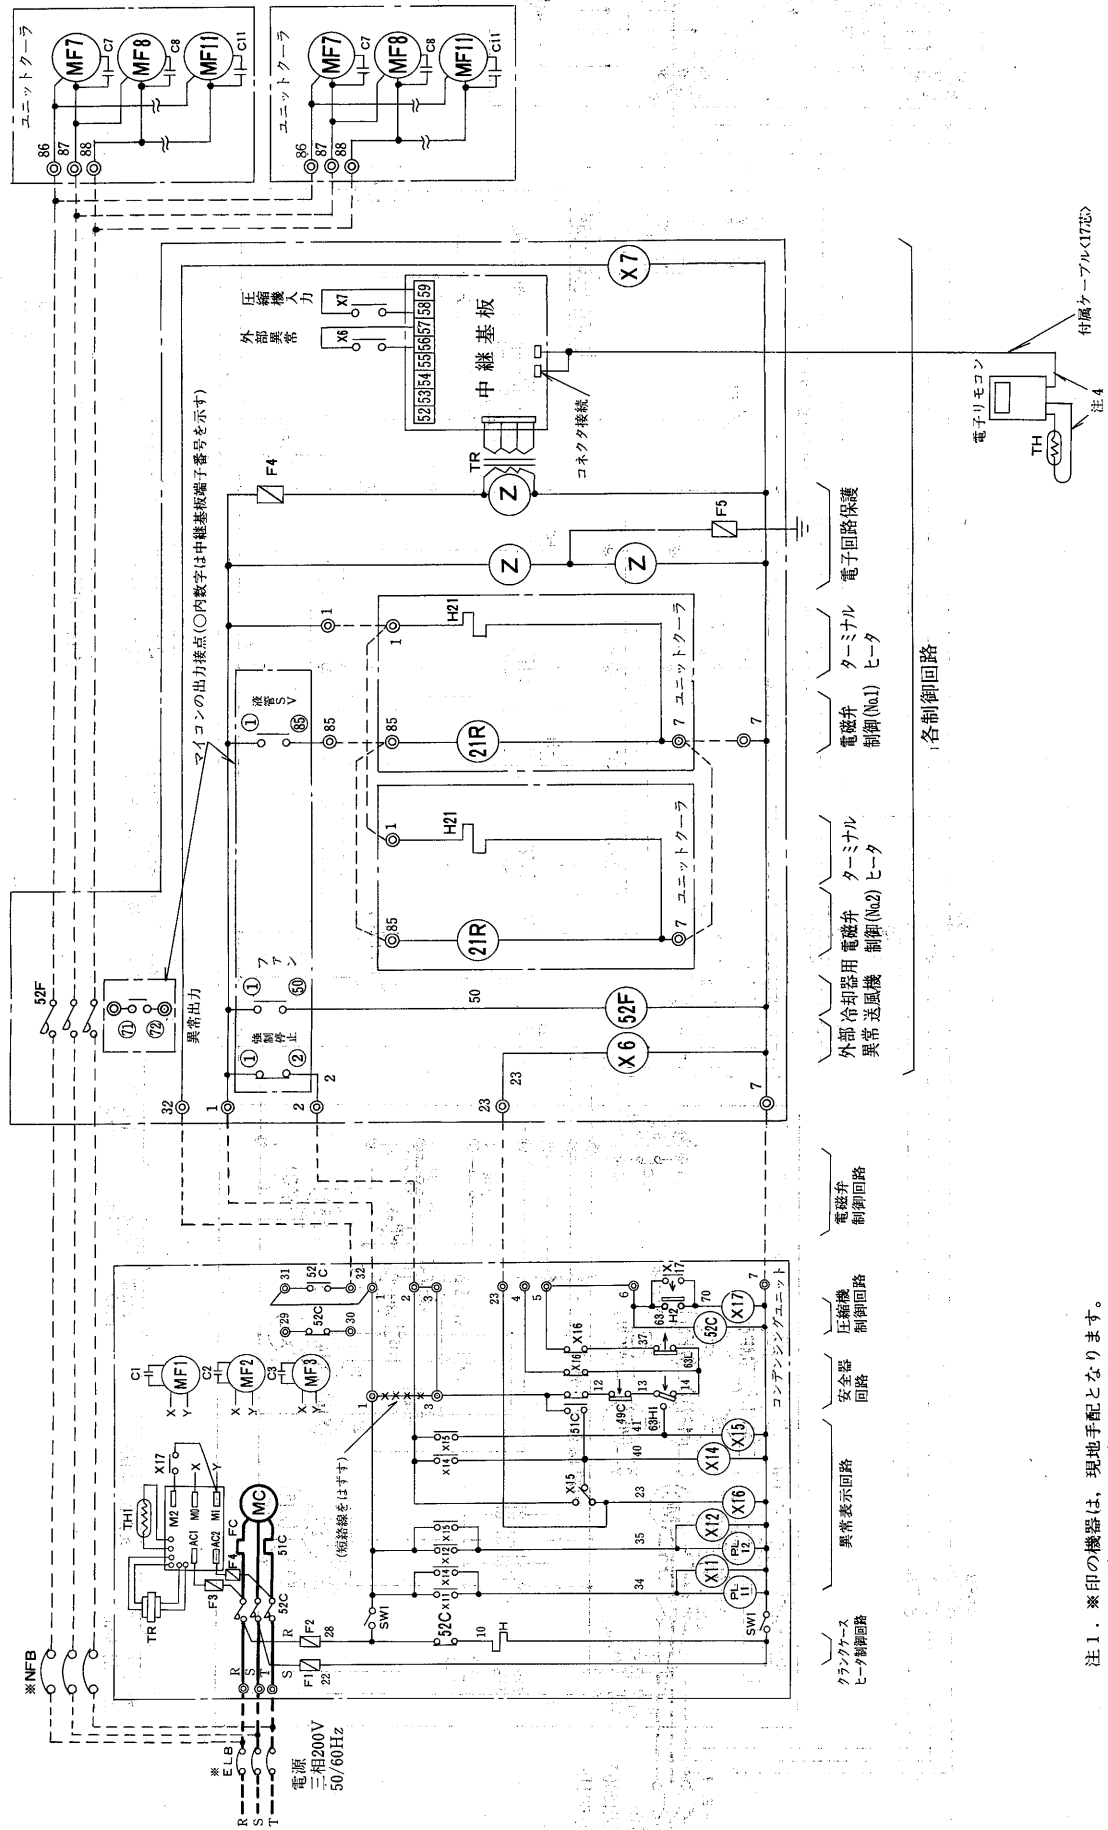 ユニットクーラ
MF7
C7
MF8
C8
MF11
C11
86
87
88
ユニットクーラ
MF7
C7
MF8
C8
MF11
C11
86
87
88
52F
71
72
異常出力
マイコンの出力接点(〇内数字は中継基板端子番号を示す)
圧縮機入力
X7
外部異常
X6
52 53 54 55 56 57 58 59
中継基板
コネクタ接続
TR
X7
F4
Z
Z
Z
F5
電子リモコン
TH
付属ケーブル<17芯>
注4
1
1
H21
液管SV
1
85
85
85
21R
7
ユニットクーラ
7
1
H21
85
21R
7
ユニットクーラ
ファン
1
50
50
52F
強制停止
1
2
2
X6
23
32
1
2
23
7
電子回路保護
ターミナルヒータ
電磁弁制御(No.1)
ターミナルヒータ
電磁弁制御(No.2)
冷却器用送風機
外部異常
各制御回路
電磁弁制御回路
圧縮機制御回路
安全器回路
異常表示回路
クランクケースヒータ制御回路
31
52C
32
29
52C
30
1
2
3
23
4
5
6
7
C1
MF1
X
Y
C2
MF2
X
Y
C3
MF3
X
Y
TH1
X17
X
Y
M2
M0
M1
AC1
AC2
TR
F3
F4
FC
MC
51C
52C
1
3
(短絡線をはずす)
X16
X16
37
63L
12
49C
13
63H1
14
41
51C
63H2
X17
70
52C
X17
コンデンシングユニット
X15
X14
40
X14
X15
X15
23
X16
X15
X12
35
X12
PL12
X14
X11
34
X11
PL11
SW1
52C
10
H
SW1
R
F2
28
S
F1
22
R
S
T
※NFB
※ELB
R
S
T
電源
三相200V
50/60Hz
注1．※印の機器は，現地手配となります。